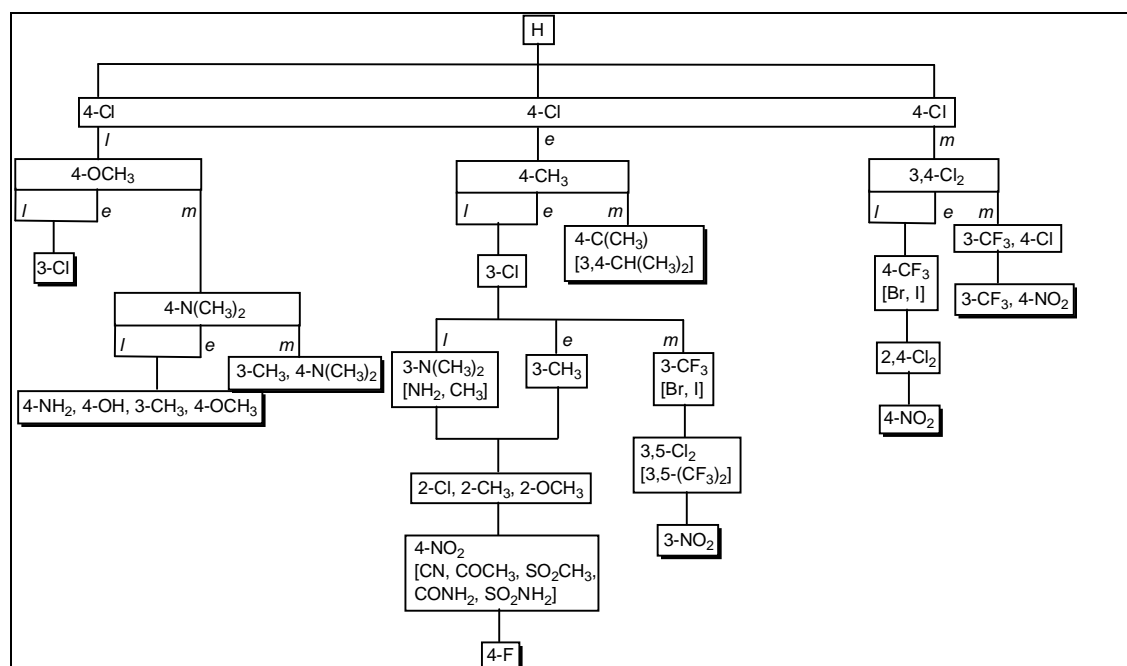 H
4-Cl 4-Cl 4-Cl
l e m
4-OCH₃ 4-CH₃ 3,4-Cl₂
l e m l e m l e m
4-C(CH₃)
[3,4-CH(CH₃)₂]
3-CF₃, 4-Cl
3-Cl 3-Cl
4-CF₃
[Br, I]
3-CF₃, 4-NO₂
4-N(CH₃)₂
l e m l e m
3-CH₃, 4-N(CH₃)₂
3-N(CH₃)₂
[NH₂, CH₃]
3-CH₃
3-CF₃
[Br, I]
2,4-Cl₂
4-NH₂, 4-OH, 3-CH₃, 4-OCH₃
4-NO₂
3,5-Cl₂
[3,5-(CF₃)₂]
2-Cl, 2-CH₃, 2-OCH₃
3-NO₂
4-NO₂
[CN, COCH₃, SO₂CH₃,
CONH₂, SO₂NH₂]
4-F